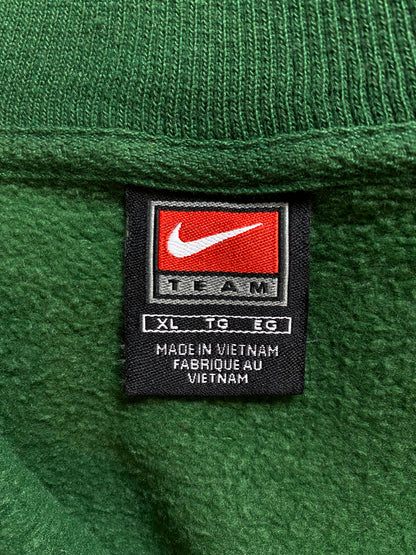 TEAM
XL TG EG
MADE IN VIETNAM
FABRIQUE AU
VIETNAM